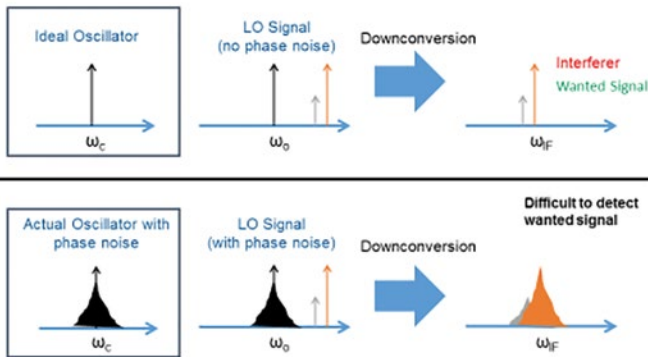 Ideal Oscillator
LO Signal
(no phase noise)
Downconversion
Interferer
Wanted Signal
ωc
ωo
ωIF
Actual Oscillator with
phase noise
LO Signal
(with phase noise)
Downconversion
Difficult to detect
wanted signal
ωc
ωo
ωIF